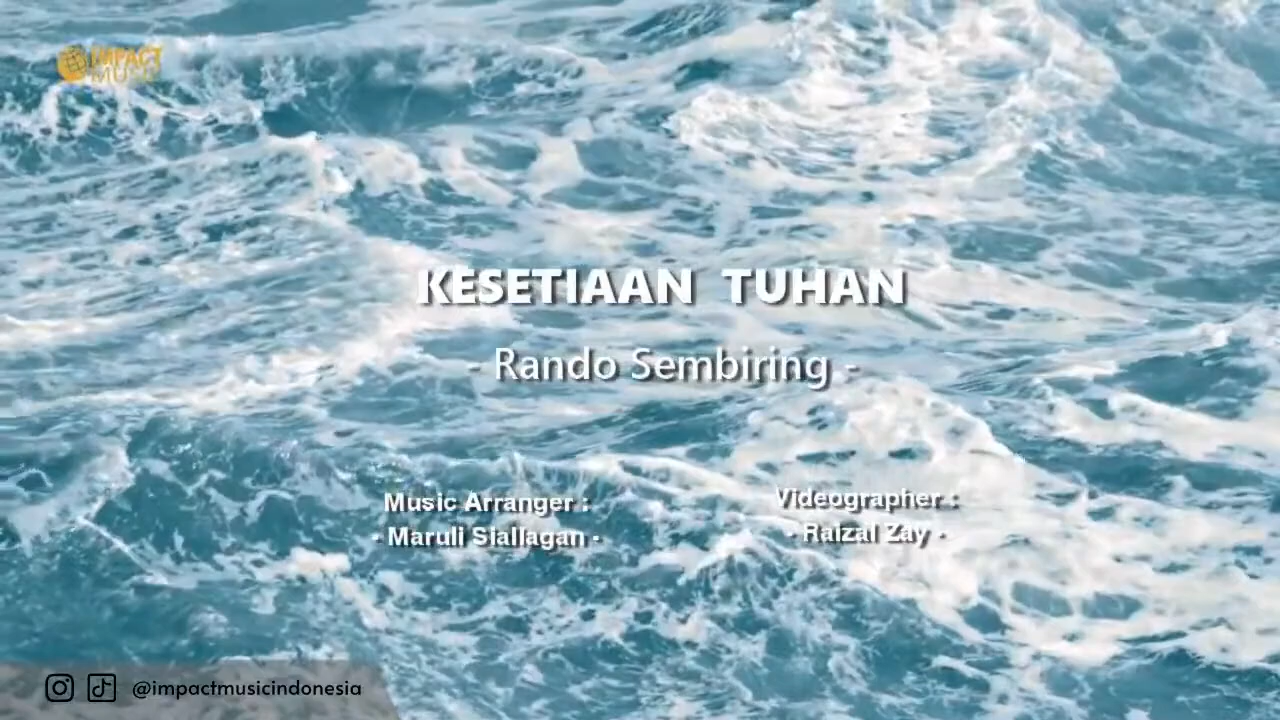 IMPACT
MUSIC
KESETIAAN TUHAN
- Rando Sembiring -
Music Arranger :
- Maruli Siallagan -
Videographer :
- Raizal Zay -
@impactmusicindonesia